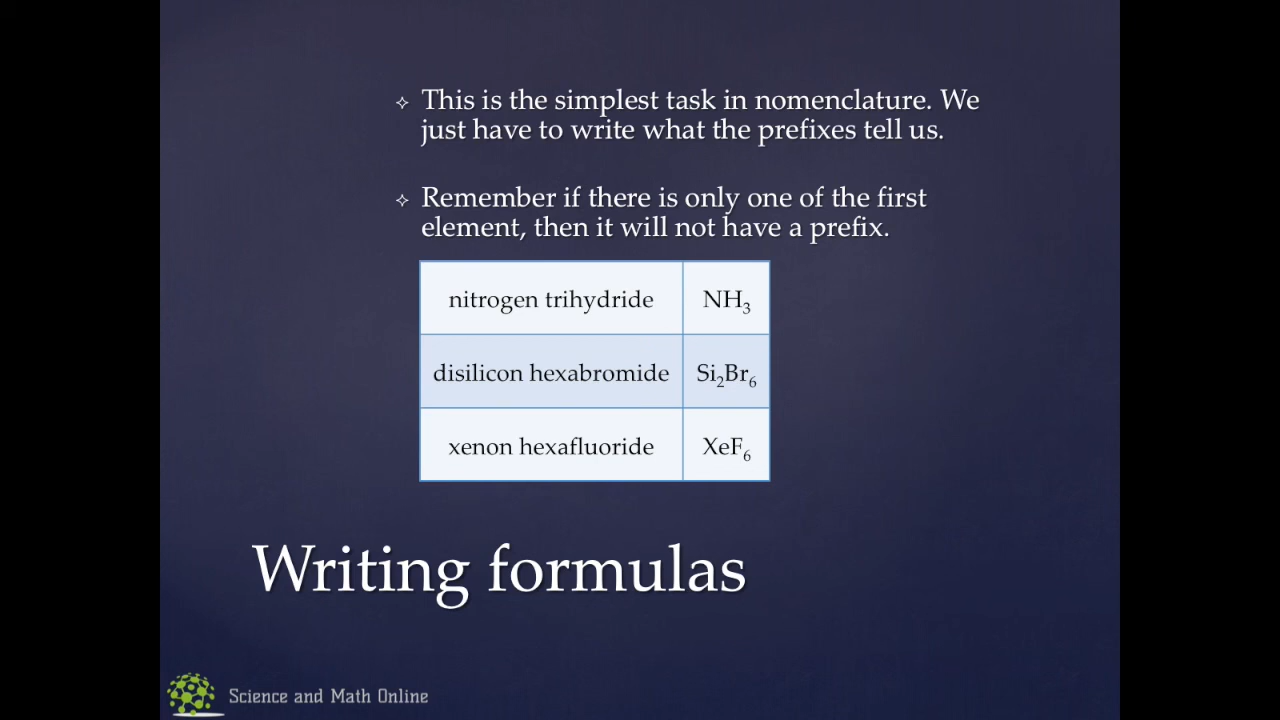 ✧ This is the simplest task in nomenclature. We
just have to write what the prefixes tell us.
✧ Remember if there is only one of the first
element, then it will not have a prefix.
nitrogen trihydride NH₃
disilicon hexabromide Si₂Br₆
xenon hexafluoride XeF₆
Writing formulas
Science and Math Online